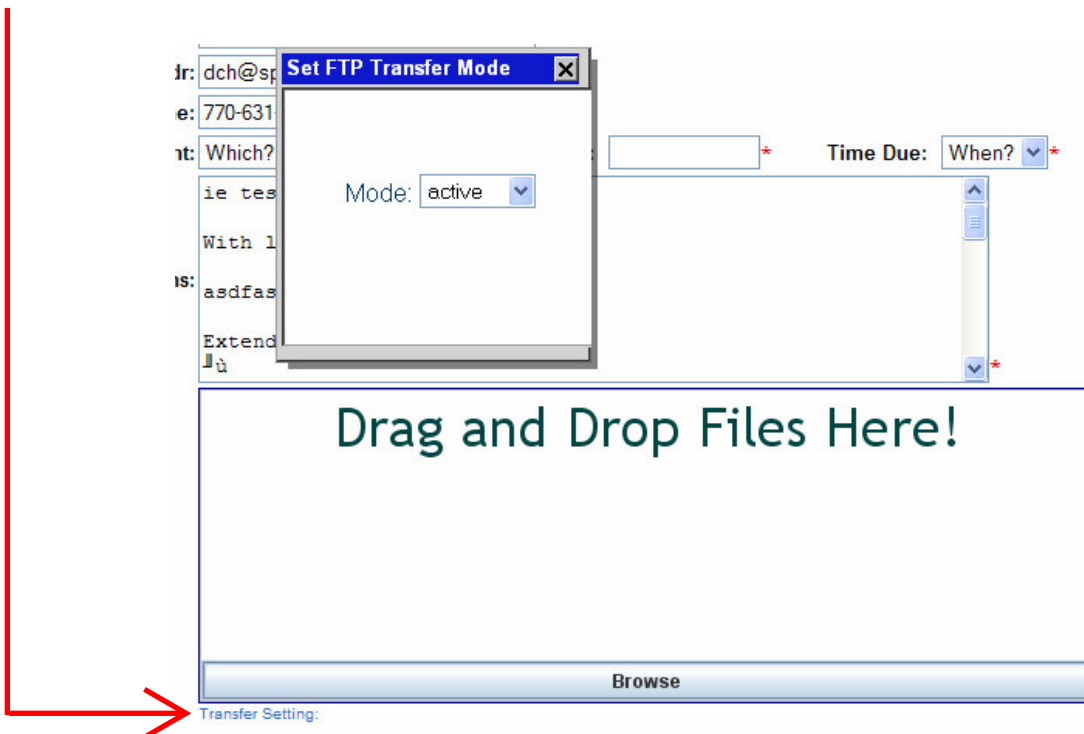 Set FTP Transfer Mode
dr: dch@sp
e: 770-631-
nt: Which? : * Time Due: When? *
Mode: active
ie tes
With l
ns:
asdfas
Extend
ù
*
Drag and Drop Files Here!
Browse
Transfer Setting: